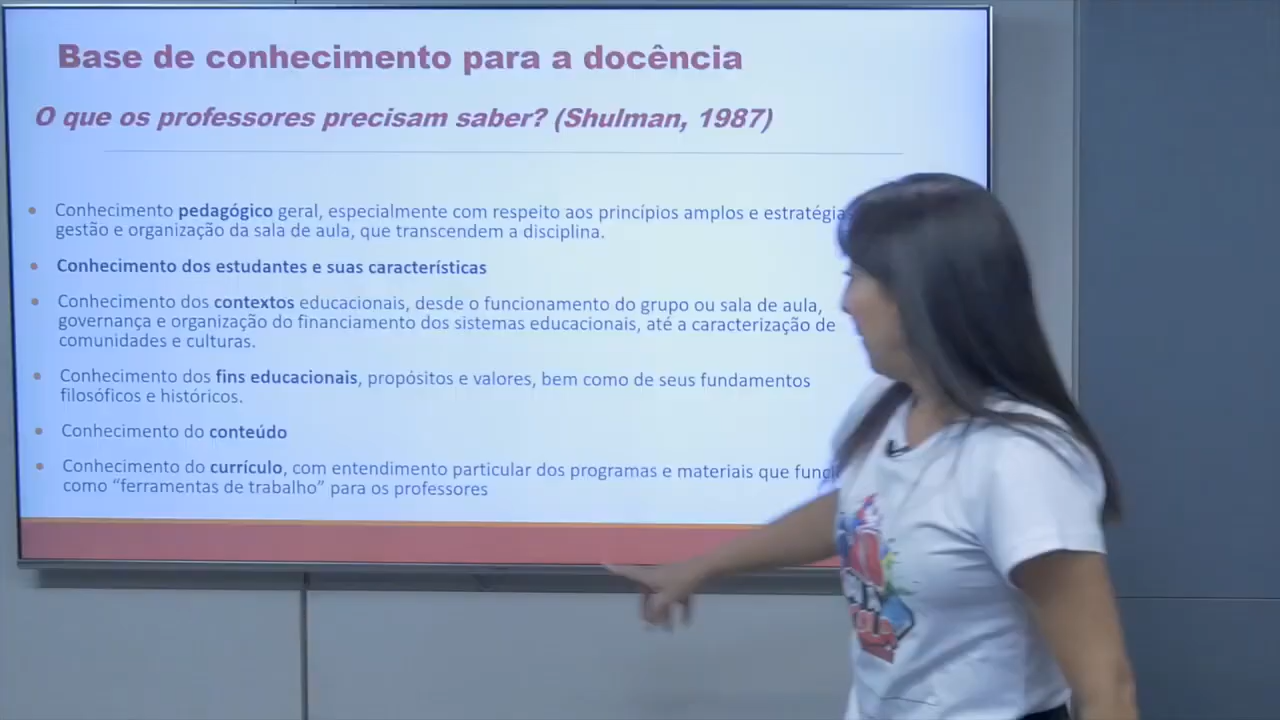 Base de conhecimento para a docência
O que os professores precisam saber? (Shulman, 1987)
• Conhecimento pedagógico geral, especialmente com respeito aos princípios amplos e
gestão e organização da sala de aula, que transcendem a disciplina.
• Conhecimento dos estudantes e suas características
• Conhecimento dos contextos educacionais, desde o funcionamento do grupo ou sala de aula,
governança e organização do financiamento dos sistemas educacionais, até a caracterização de
comunidades e culturas.
• Conhecimento dos fins educacionais, propósitos e valores, bem como de seus fundamentos
filosóficos e históricos.
• Conhecimento do conteúdo
• Conhecimento do currículo, com entendimento particular dos programas e materiais que
como “ferramentas de trabalho” para os professores